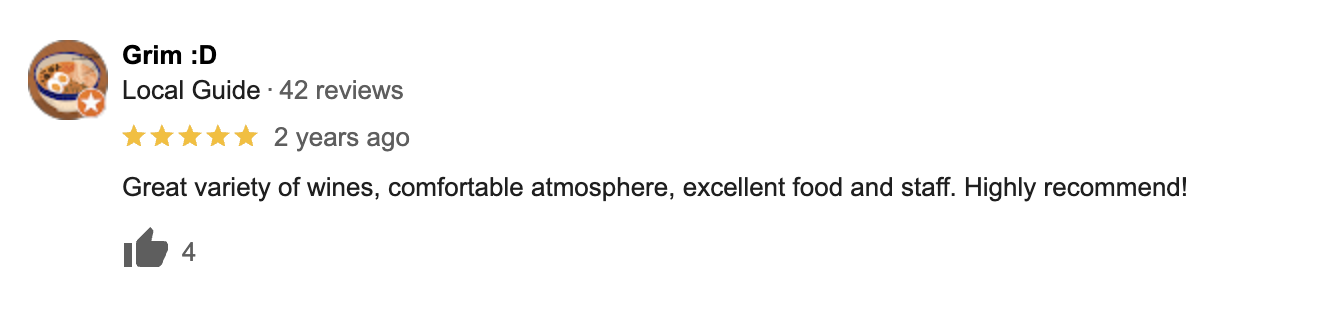 Grim :D
Local Guide · 42 reviews
2 years ago
Great variety of wines, comfortable atmosphere, excellent food and staff. Highly recommend!
4